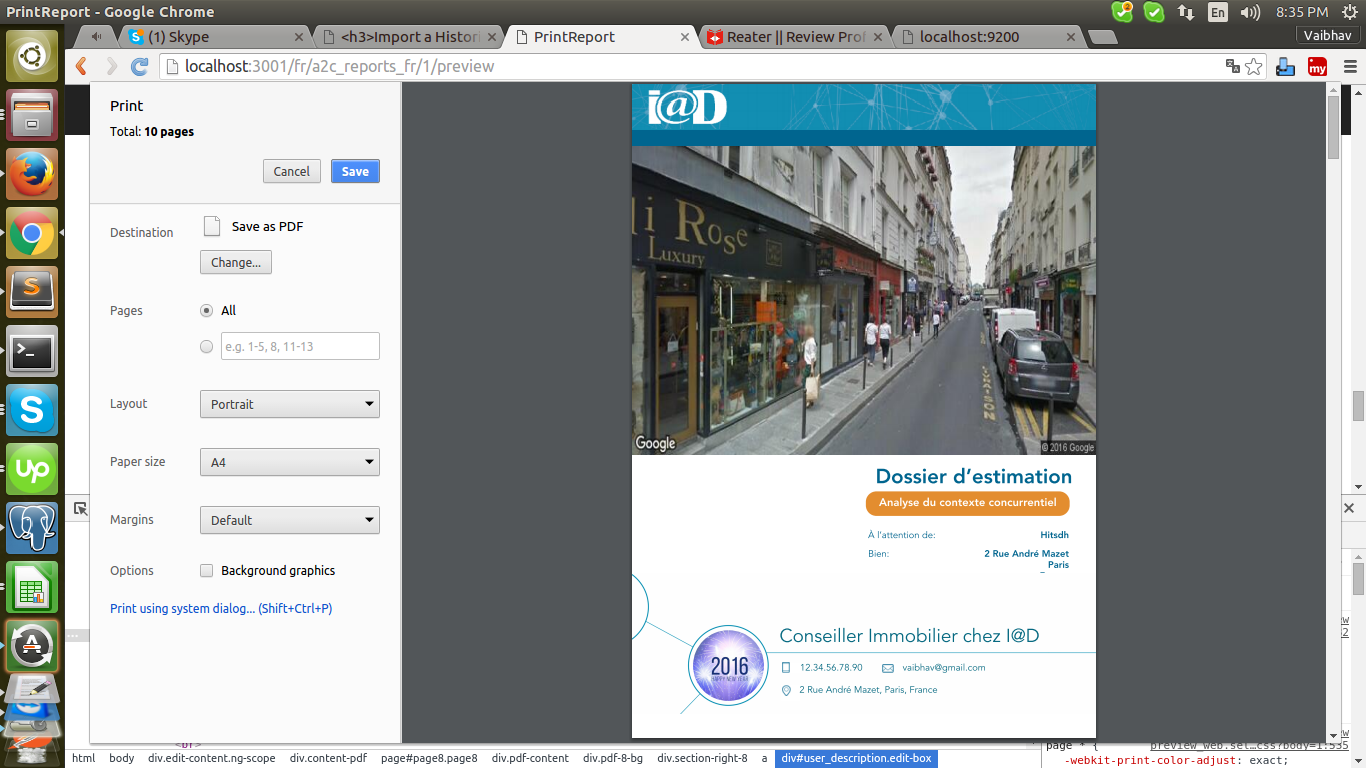 PrintReport - Google Chrome
En
8:35 PM
(1) Skype
<h3>Import a Histori
PrintReport
Reater || Review Prof
localhost:9200
Vaibhav
localhost:3001/fr/a2c_reports_fr/1/preview
my
Print
Total: 10 pages
Cancel
Save
Destination
Save as PDF
Change...
Pages
All
e.g. 1-5, 8, 11-13
Layout
Portrait
Paper size
A4
Margins
Default
Options
Background graphics
Print using system dialog... (Shift+Ctrl+P)
I@D
li Rose
Luxury
Google
© 2016 Google
Dossier d’estimation
Analyse du contexte concurrentiel
À l’attention de:
Hitsdh
Bien:
2 Rue André Mazet
Paris
Conseiller Immobilier chez I@D
2016
HAPPY NEW YEAR
12.34.56.78.90
vaibhav@gmail.com
2 Rue André Mazet, Paris, France
<br>
html body div.edit-content.ng-scope div.content-pdf page#page8.page8 div.pdf-content div.pdf-8-bg div.section-right-8 a div#user_description.edit-box
page * {
preview_web.sel…css?body=1:535
-webkit-print-color-adjust: exact;